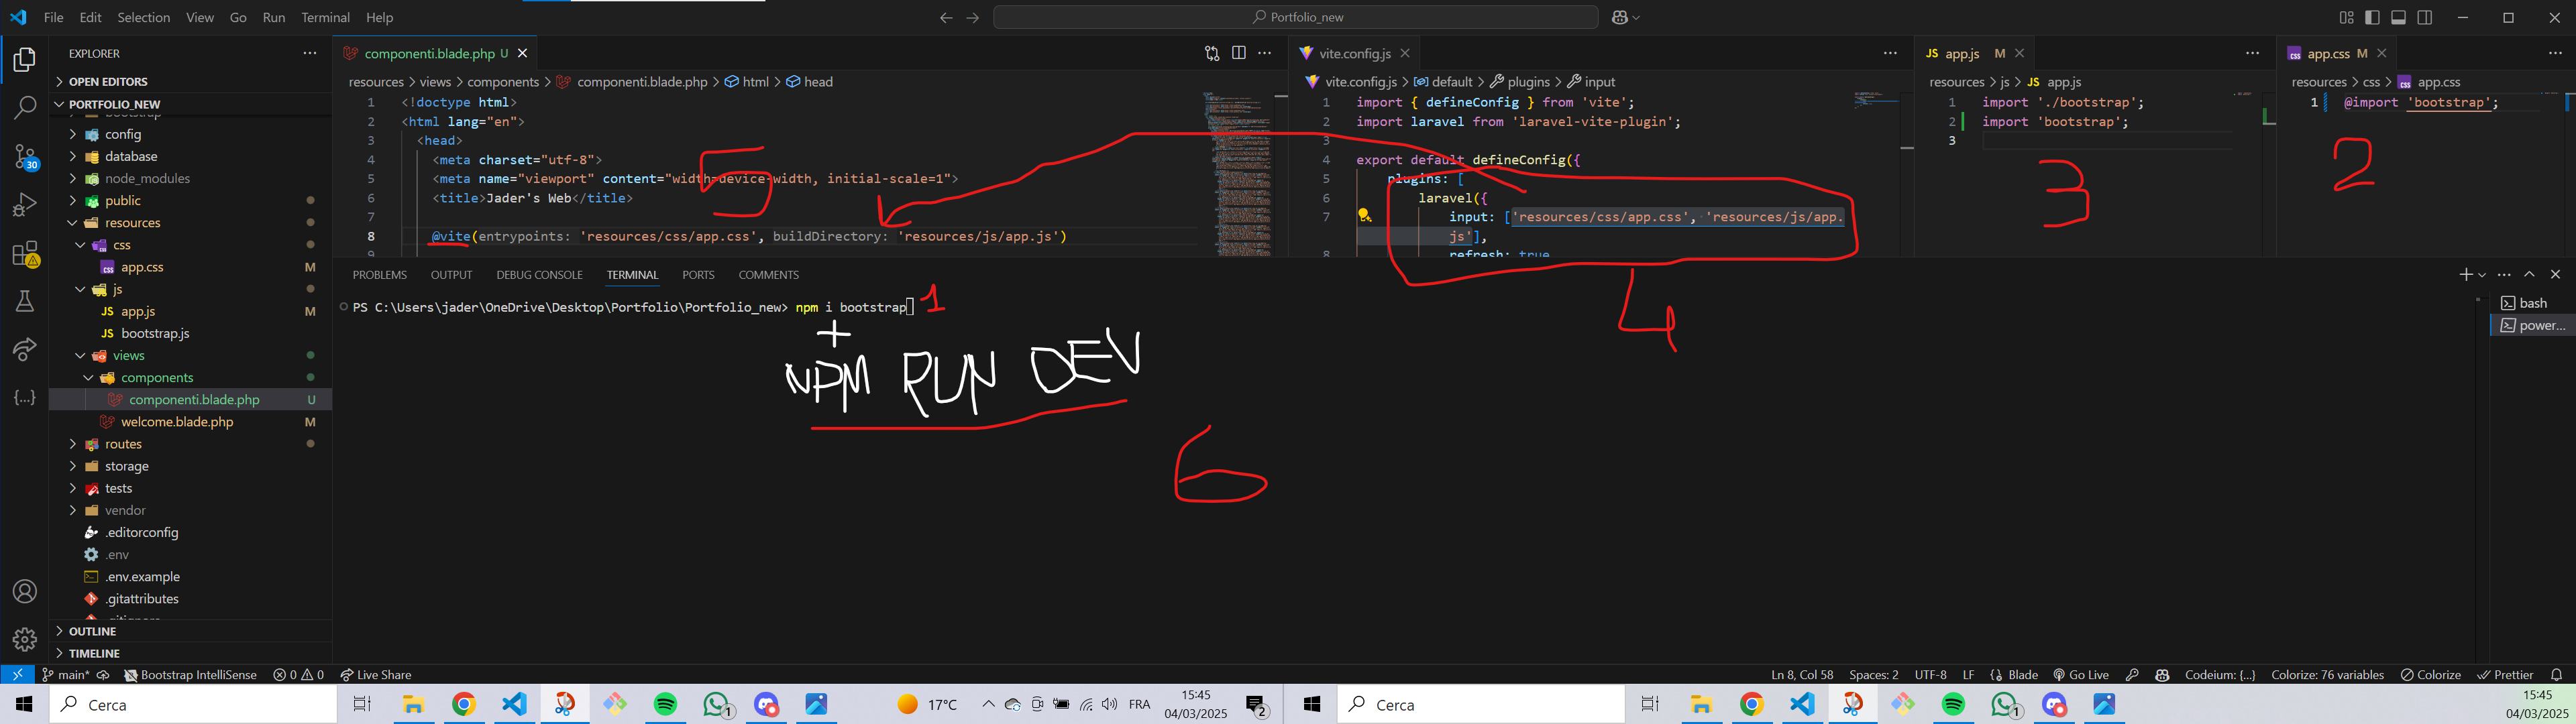 File Edit Selection View Go Run Terminal Help
Portfolio_new
EXPLORER
OPEN EDITORS
PORTFOLIO_NEW
bootstrap
config
database
node_modules
public
resources
css
app.css M
js
app.js M
bootstrap.js
views
components
componenti.blade.php U
welcome.blade.php M
routes
storage
tests
vendor
.editorconfig
.env
.env.example
.gitattributes
.gitignore
OUTLINE
TIMELINE
30
componenti.blade.php U
resources > views > components > componenti.blade.php > html > head
1 <!doctype html>
2 <html lang="en">
3 <head>
4 <meta charset="utf-8">
5 <meta name="viewport" content="width=device-width, initial-scale=1">
6 <title>Jader's Web</title>
7
8 @vite(entrypoints: 'resources/css/app.css', buildDirectory: 'resources/js/app.js')
9
5
vite.config.js
vite.config.js > default > plugins > input
1 import { defineConfig } from 'vite';
2 import laravel from 'laravel-vite-plugin';
3
4 export default defineConfig({
5 plugins: [
6 laravel({
7 input: ['resources/css/app.css', 'resources/js/app.
js'],
8 refresh: true
4
app.js M
resources > js > JS app.js
1 import './bootstrap';
2 import 'bootstrap';
3
3
app.css M
resources > css > app.css
1 @import 'bootstrap';
2
PROBLEMS OUTPUT DEBUG CONSOLE TERMINAL PORTS COMMENTS
PS C:\Users\jader\OneDrive\Desktop\Portfolio\Portfolio_new> npm i bootstrap
1
+
NPM RUN DEV
6
bash
power...
main* Bootstrap IntelliSense 0 0 Live Share
Ln 8, Col 58 Spaces: 2 UTF-8 LF Blade Go Live Codeium: {...} Colorize: 76 variables Colorize Prettier
Cerca
1
17°C
FRA
15:45
04/03/2025
2
Cerca
1
15:45
04/03/2025